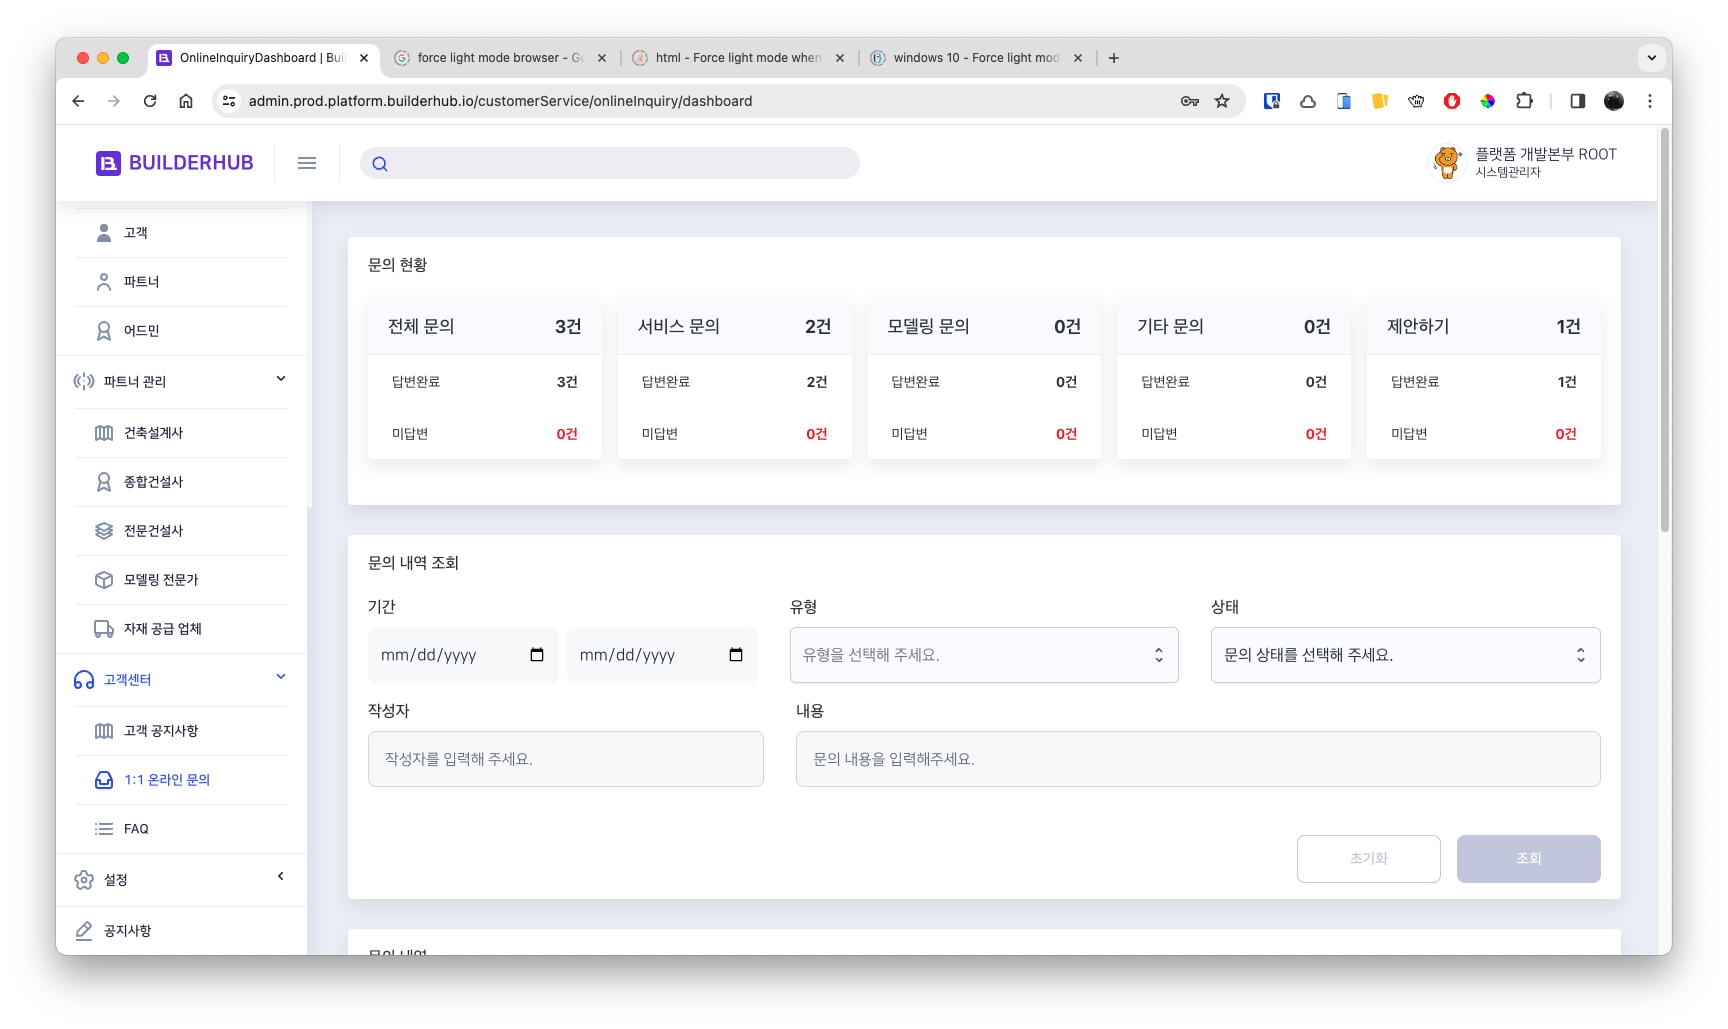 OnlineInquiryDashboard | Buil
force light mode browser - Go
html - Force light mode when
windows 10 - Force light mod
admin.prod.platform.builderhub.io/customerService/onlineInquiry/dashboard
BUILDERHUB
플랫폼 개발본부 ROOT
시스템관리자
고객
파트너
어드민
파트너 관리
건축설계사
종합건설사
전문건설사
모델링 전문가
자재 공급 업체
고객센터
고객 공지사항
1:1 온라인 문의
FAQ
설정
공지사항
문의 현황
전체 문의 3건
답변완료 3건
미답변 0건
서비스 문의 2건
답변완료 2건
미답변 0건
모델링 문의 0건
답변완료 0건
미답변 0건
기타 문의 0건
답변완료 0건
미답변 0건
제안하기 1건
답변완료 1건
미답변 0건
문의 내역 조회
기간
mm/dd/yyyy
mm/dd/yyyy
유형
유형을 선택해 주세요.
상태
문의 상태를 선택해 주세요.
작성자
작성자를 입력해 주세요.
내용
문의 내용을 입력해주세요.
초기화
조회
문의 내역